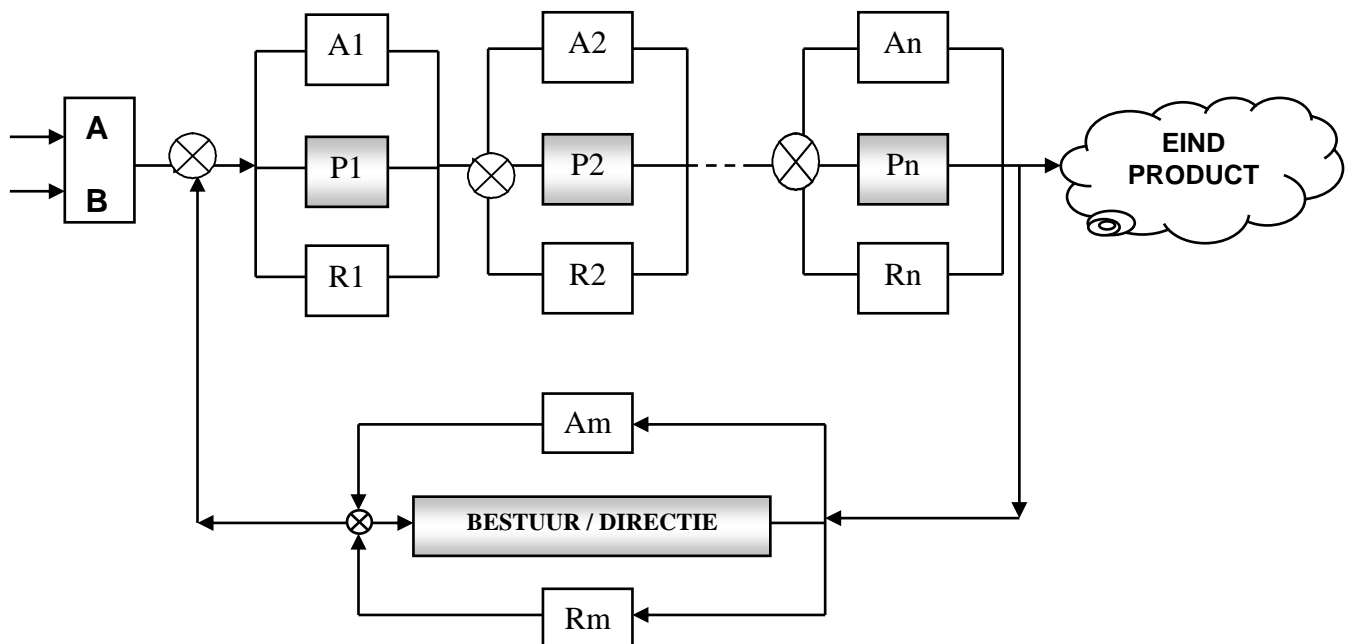 A1
A2
An
A
B
P1
P2
Pn
EIND
PRODUCT
R1
R2
Rn
Am
BESTUUR / DIRECTIE
Rm